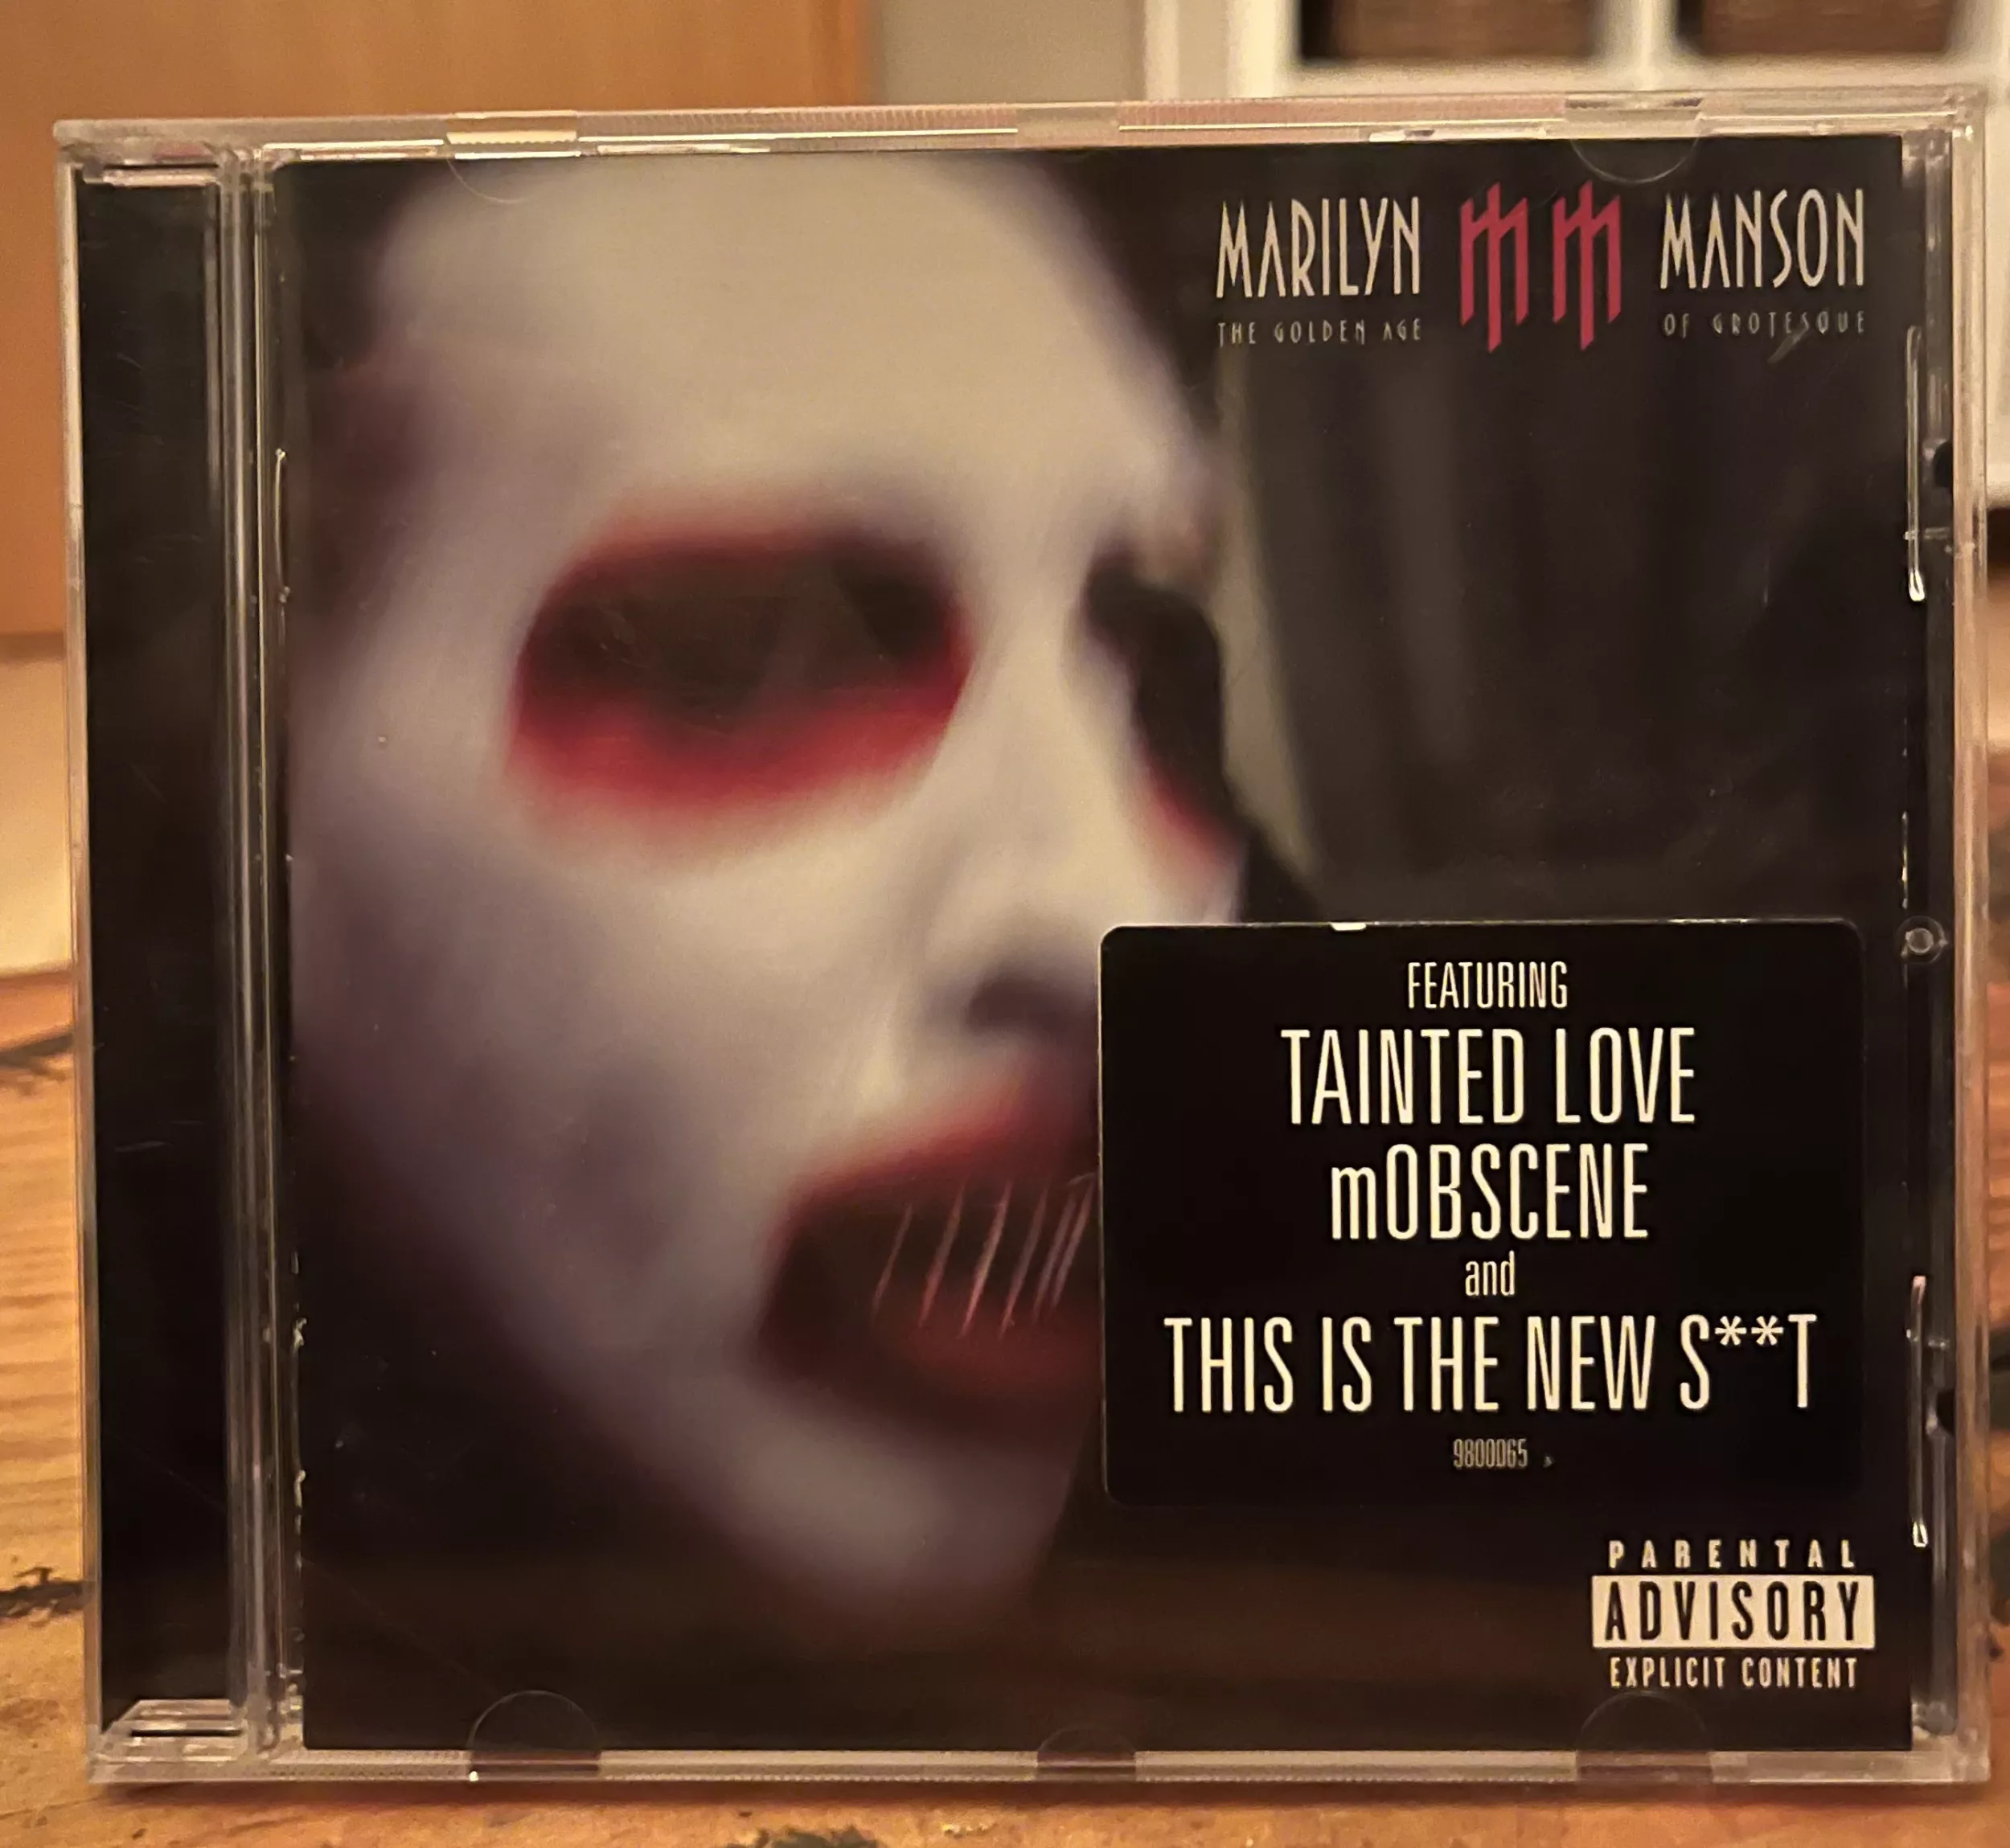 MARILYN MM MANSON
THE GOLDEN AGE OF GROTESQUE
FEATURING
TAINTED LOVE
mOBSCENE
and
THIS IS THE NEW S**T
9800065
PARENTAL
ADVISORY
EXPLICIT CONTENT